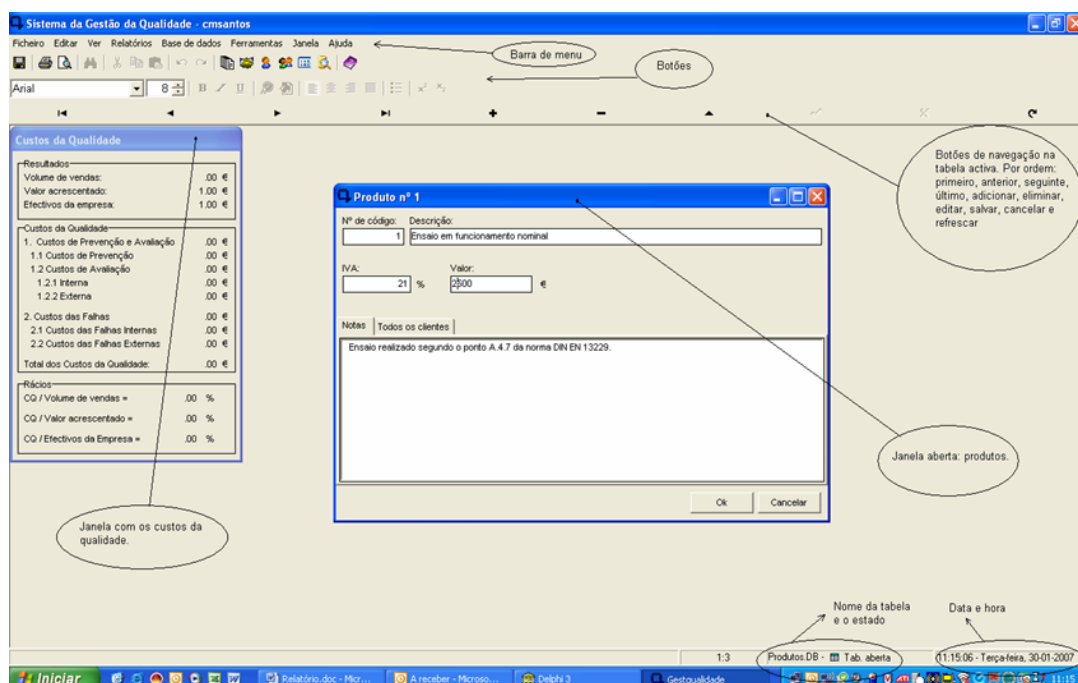 Sistema da Gestão da Qualidade - cmsantos
Ficheiro Editar Ver Relatórios Base de dados Ferramentas Janela Ajuda
Barra de menu
Botões
Arial 8 B I U
Botões de navegação na
tabela activa. Por ordem:
primeiro, anterior, seguinte,
último, adicionar, eliminar,
editar, salvar, cancelar e
refrescar
Custos da Qualidade
Resultados
Volume de vendas: .00 €
Valor acrescentado: 1.00 €
Efectivos da empresa: 1.00 €
Custos da Qualidade
1. Custos de Prevenção e Avaliação .00 €
1.1 Custos de Prevenção .00 €
1.2 Custos de Avaliação .00 €
1.2.1 Interna .00 €
1.2.2 Externa .00 €
2. Custos das Falhas .00 €
2.1 Custos das Falhas Internas .00 €
2.2 Custos das Falhas Externas .00 €
Total dos Custos da Qualidade: .00 €
Rácios
CQ / Volume de vendas = .00 %
CQ / Valor acrescentado = .00 %
CQ / Efectivos da Empresa = .00 %
Produto nº 1
Nº de código: Descrição:
1 Ensaio em funcionamento nominal
IVA: Valor:
21 % 2500 €
Notas Todos os clientes
Ensaio realizado segundo o ponto A.4.7 da norma DIN EN 13229.
Ok Cancelar
Janela aberta: produtos.
Janela com os custos da
qualidade.
Nome da tabela
e o estado
Data e hora
1:3 Produtos.DB - Tab. aberta 11:15:06 - Terça-feira, 30-01-2007
Iniciar Relatório.doc - Micr... A receber - Microso... Delphi 3 Gestqualidade 11:15